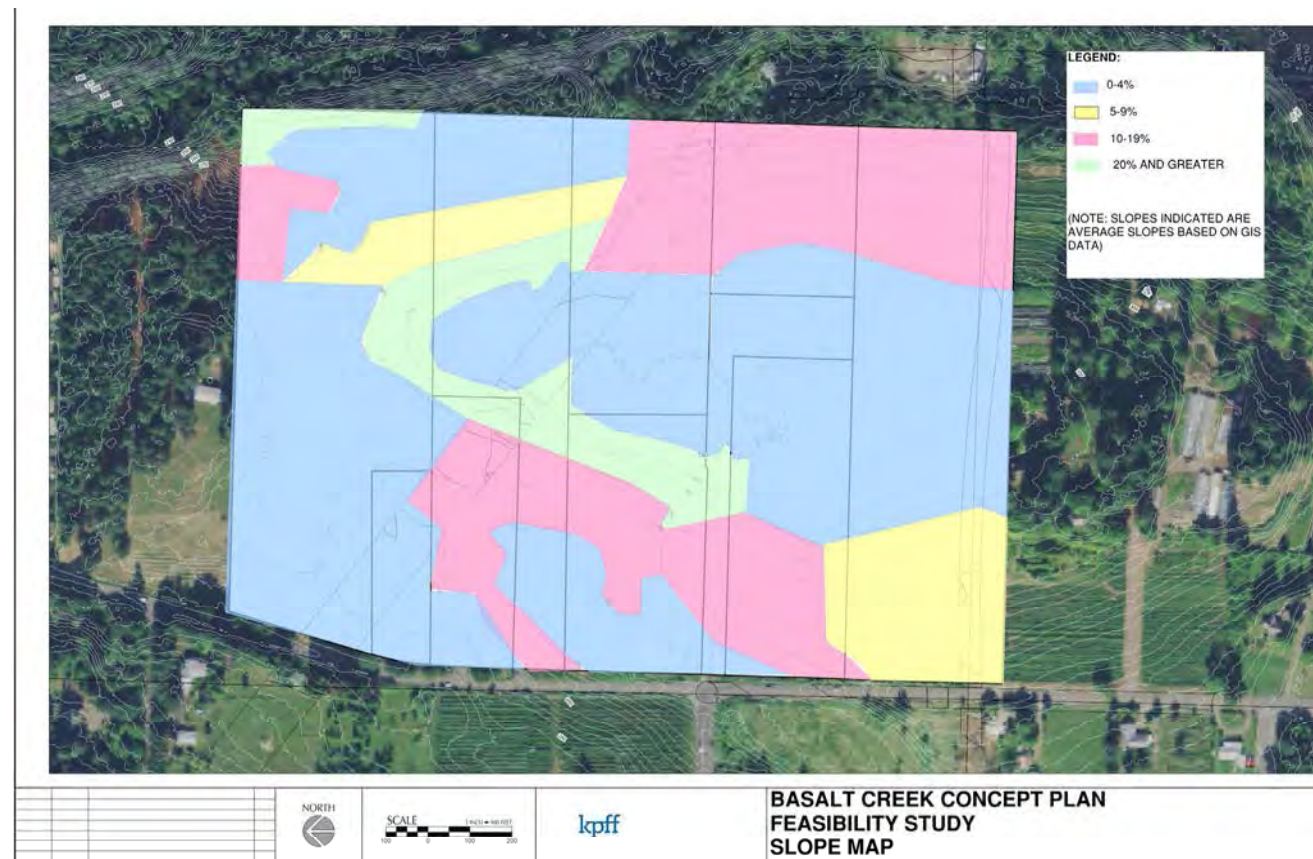 LEGEND:
0-4%
5-9%
10-19%
20% AND GREATER
(NOTE: SLOPES INDICATED ARE
AVERAGE SLOPES BASED ON GIS
DATA)
NORTH
SCALE
100 0 100 200
kpff
BASALT CREEK CONCEPT PLAN
FEASIBILITY STUDY
SLOPE MAP